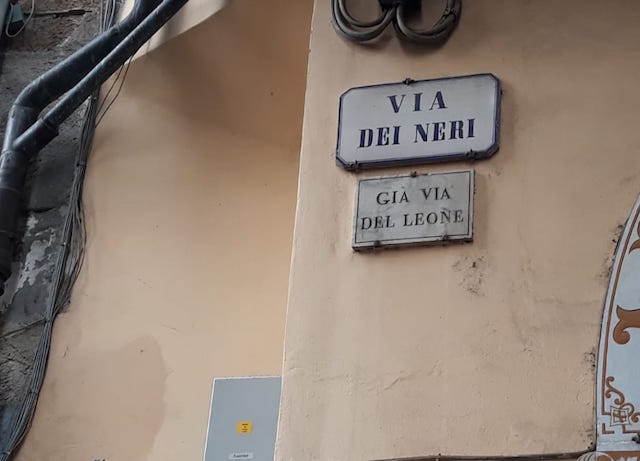 VIA
DEI NERI
GIÀ VIA
DEL LEONE